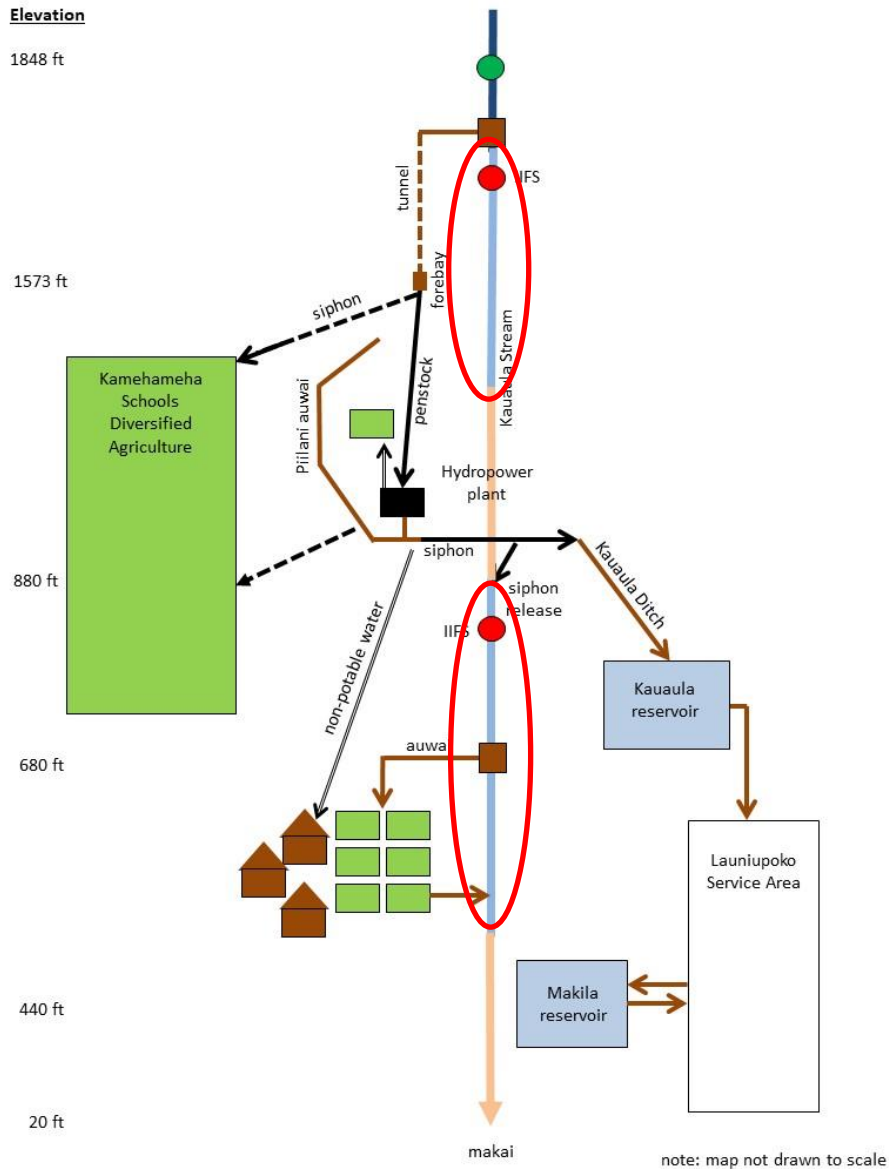 Elevation
1848 ft
IFS
tunnel
1573 ft
forebay
siphon
Kauaula Stream
Kamehameha
Schools
Diversified
Agriculture
Piilani auwai
penstock
Hydropower
plant
siphon
880 ft
siphon
release
Kauaula Ditch
IIFS
non-potable water
Kauaula
reservoir
680 ft
auwa
Launiupoko
Service Area
Makila
reservoir
440 ft
20 ft
makai
note: map not drawn to scale